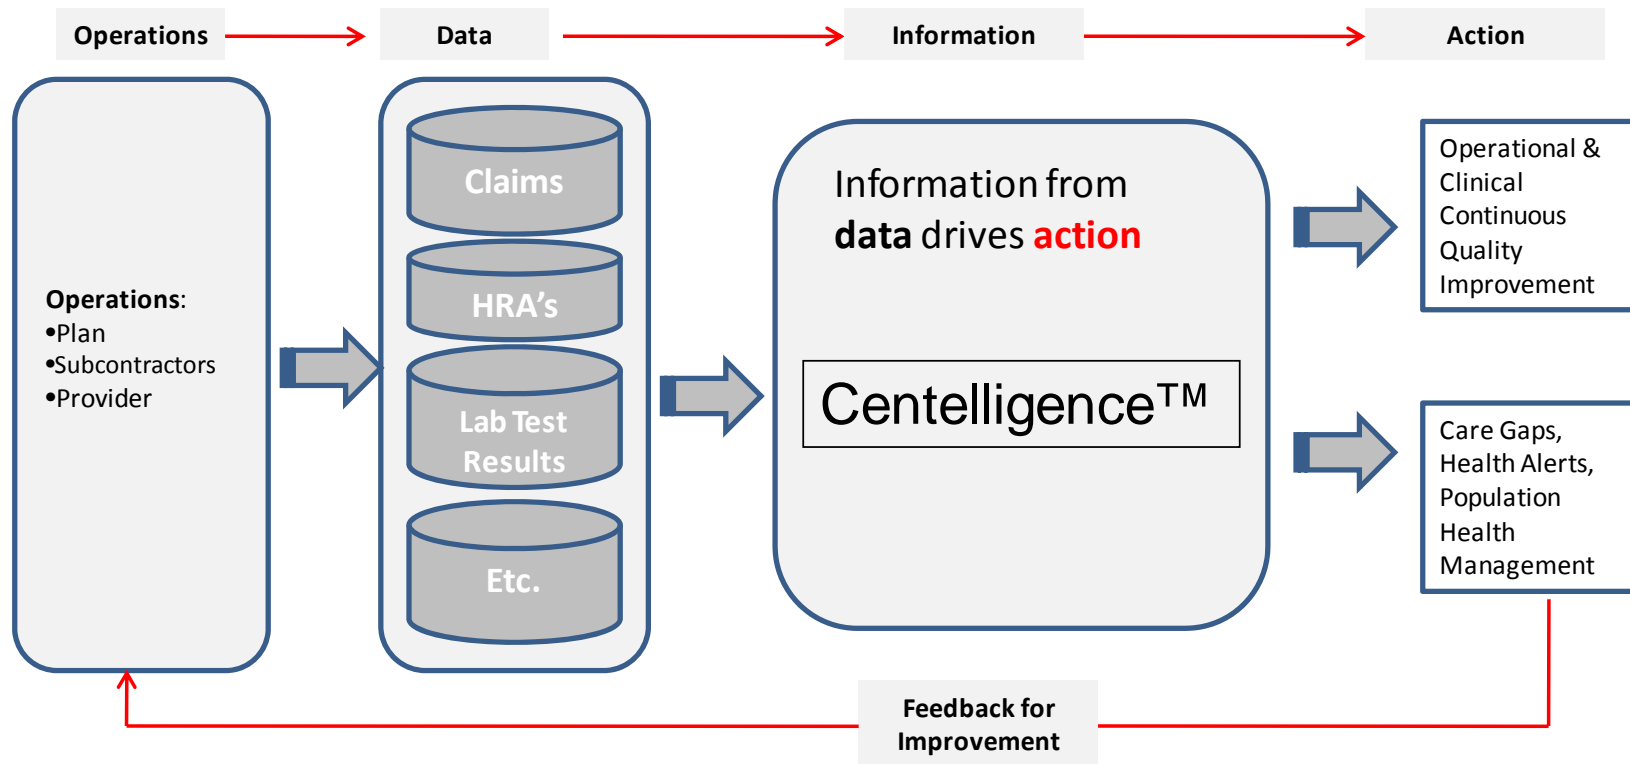 Operations
Data
Information
Action
Operations:
•Plan
•Subcontractors
•Provider
Claims
HRA's
Lab Test
Results
Etc.
Information from
data drives action
Centelligence™
Operational &
Clinical
Continuous
Quality
Improvement
Care Gaps,
Health Alerts,
Population
Health
Management
Feedback for
Improvement